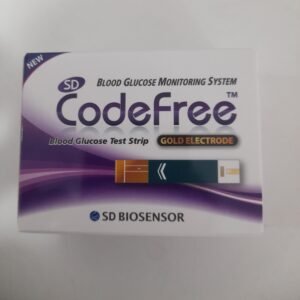 NEW
BLOOD GLUCOSE MONITORING SYSTEM
SD CodeFree™
Blood Glucose Test Strip GOLD ELECTRODE
SD BIOSENSOR